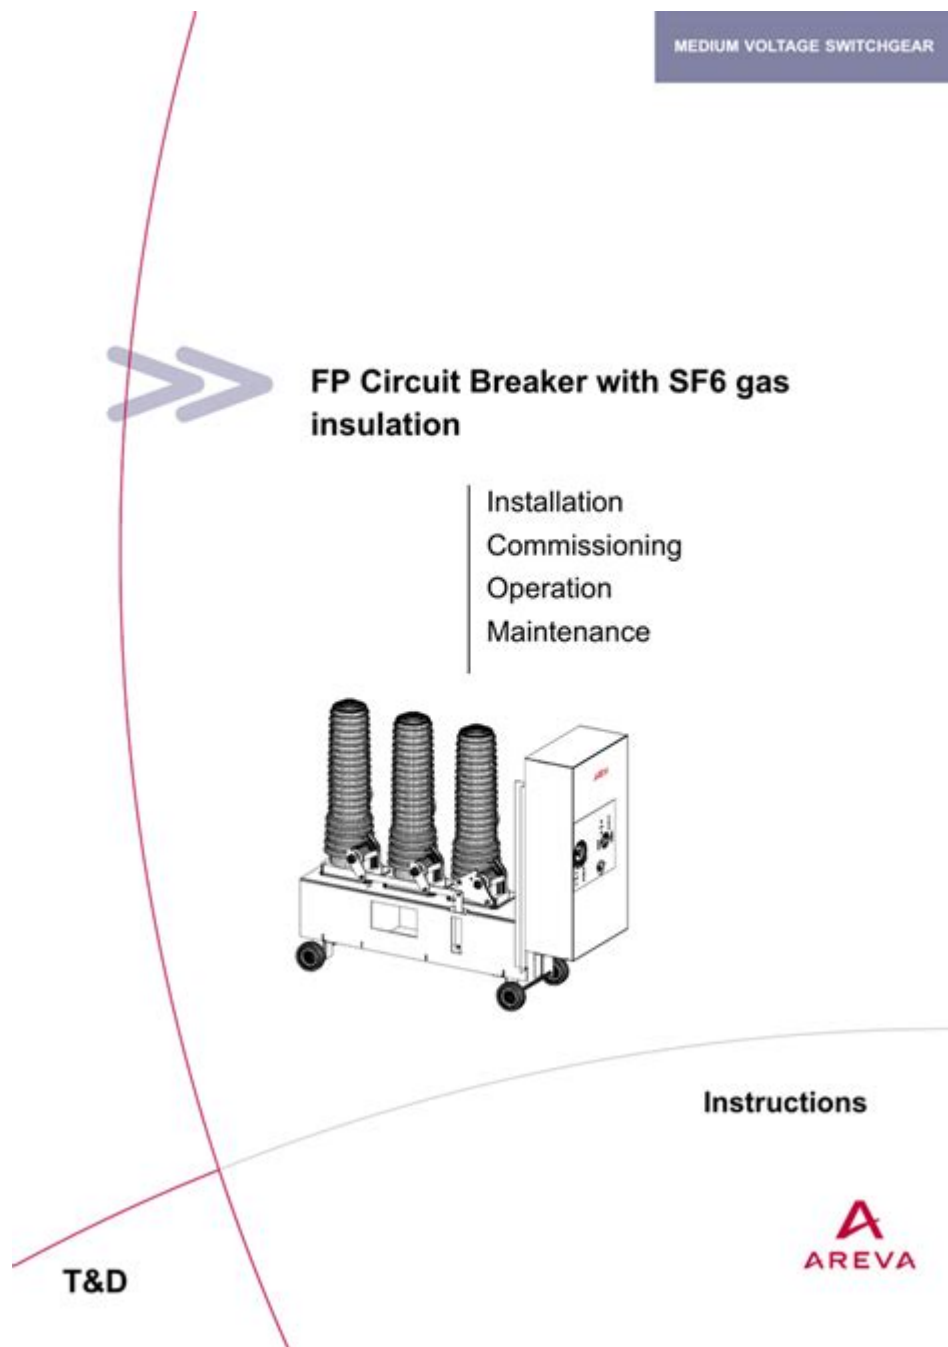 MEDIUM VOLTAGE SWITCHGEAR
FP Circuit Breaker with SF6 gas
insulation
Installation
Commissioning
Operation
Maintenance
Instructions
AREVA
T&D